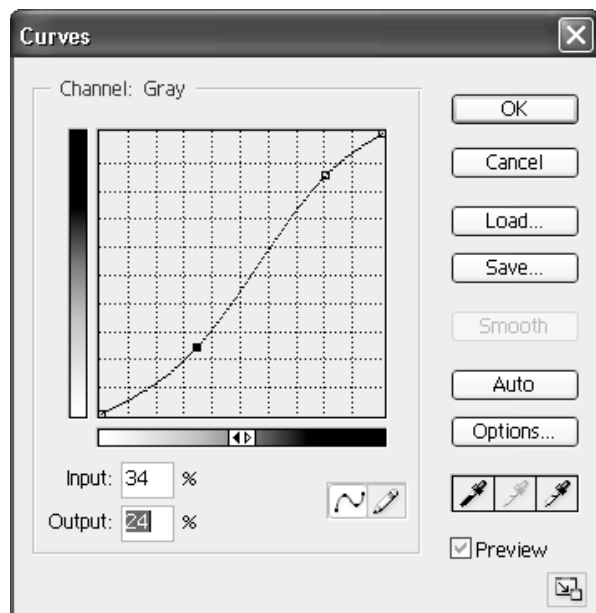 Curves
Channel: Gray
OK
Cancel
Load...
Save...
Smooth
Auto
Options...
Input: 34 %
Output: 24 %
Preview